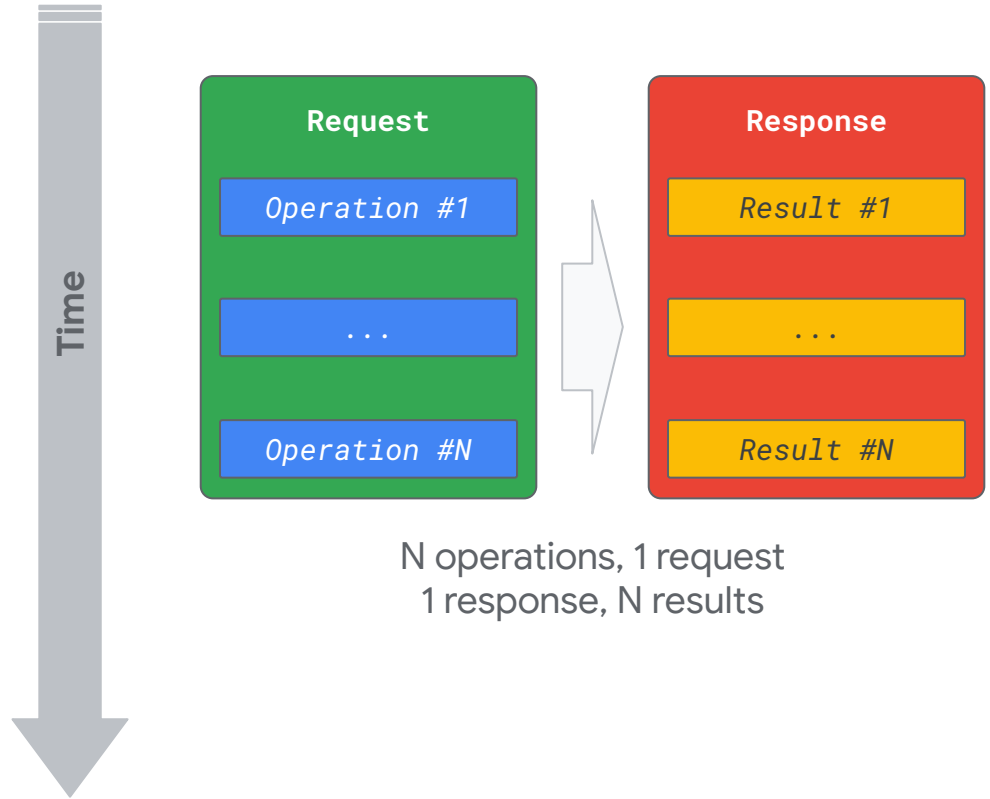 Time
Request
Operation #1
...
Operation #N
Response
Result #1
...
Result #N
N operations, 1 request
1 response, N results